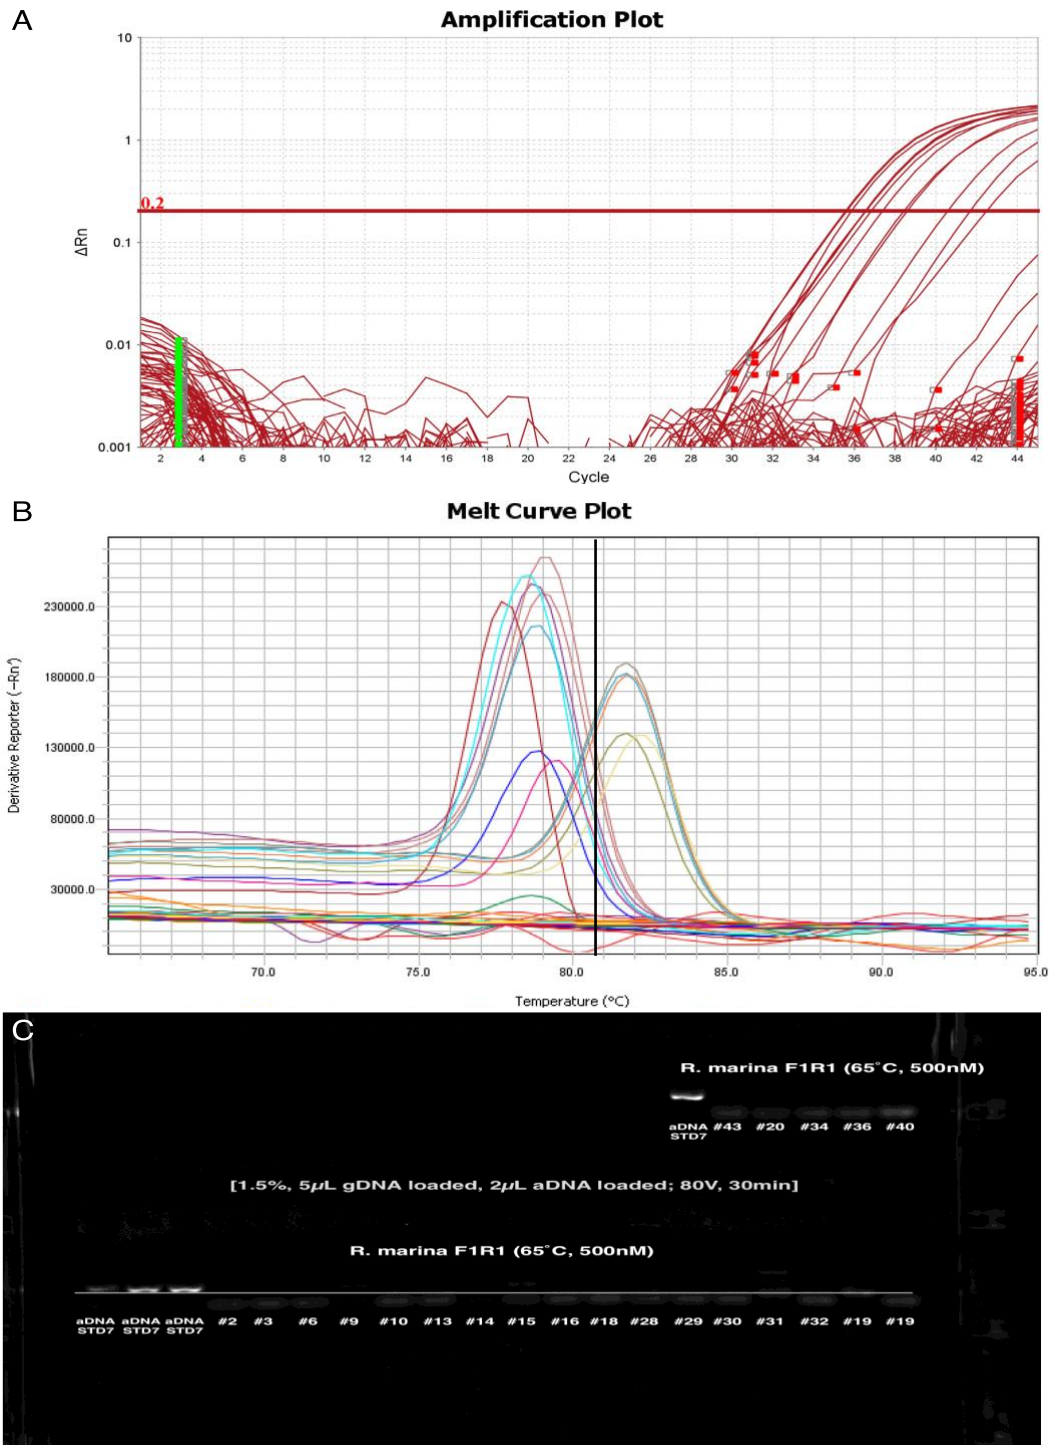 A
Amplification Plot
10
1
0.2
0.1
0.01
0.001
ΔRn
2 4 6 8 10 12 14 16 18 20 22 24 26 28 30 32 34 36 38 40 42 44
Cycle
B
Melt Curve Plot
230000.0
180000.0
130000.0
80000.0
30000.0
Derivative Reporter (-Rn')
70.0 75.0 80.0 85.0 90.0 95.0
Temperature (°C)
C
R. marina F1R1 (65°C, 500nM)
aDNA STD7 #43 #20 #34 #36 #40
[1.5%, 5µL gDNA loaded, 2µL aDNA loaded; 80V, 30min]
R. marina F1R1 (65°C, 500nM)
aDNA STD7 aDNA STD7 aDNA STD7 #2 #3 #6 #9 #10 #13 #14 #15 #16 #18 #28 #29 #30 #31 #32 #19 #19